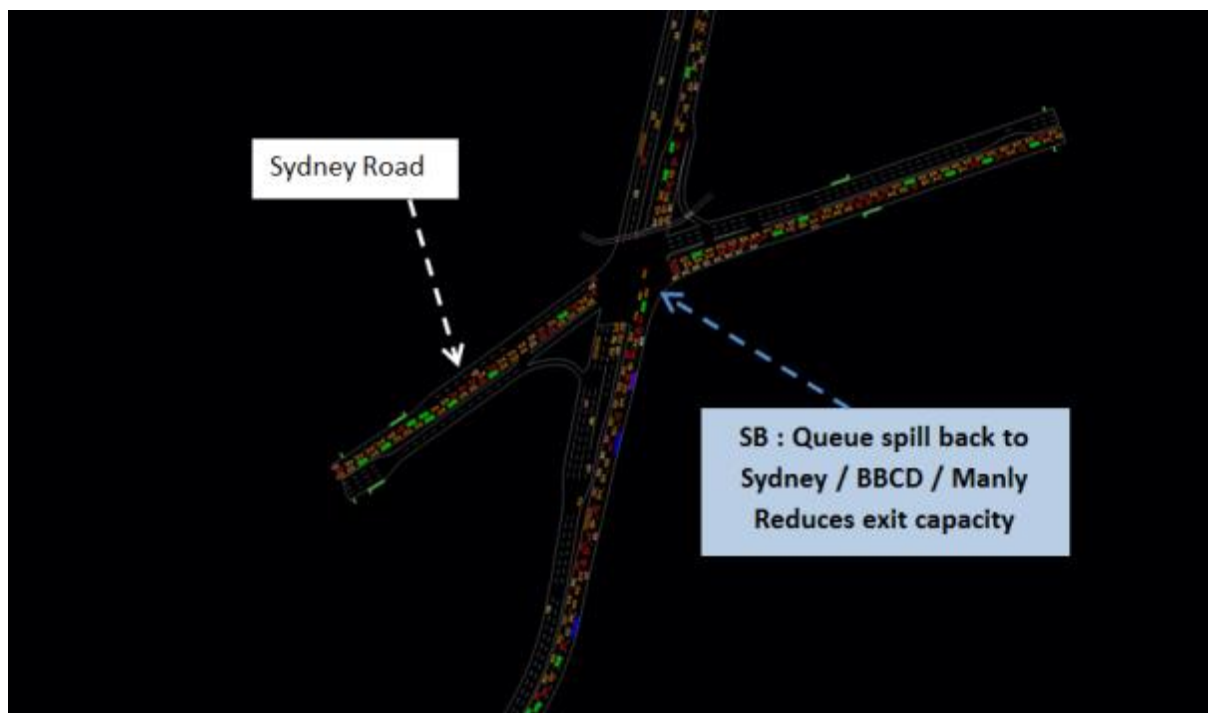 Sydney Road
SB : Queue spill back to
Sydney / BBCD / Manly
Reduces exit capacity